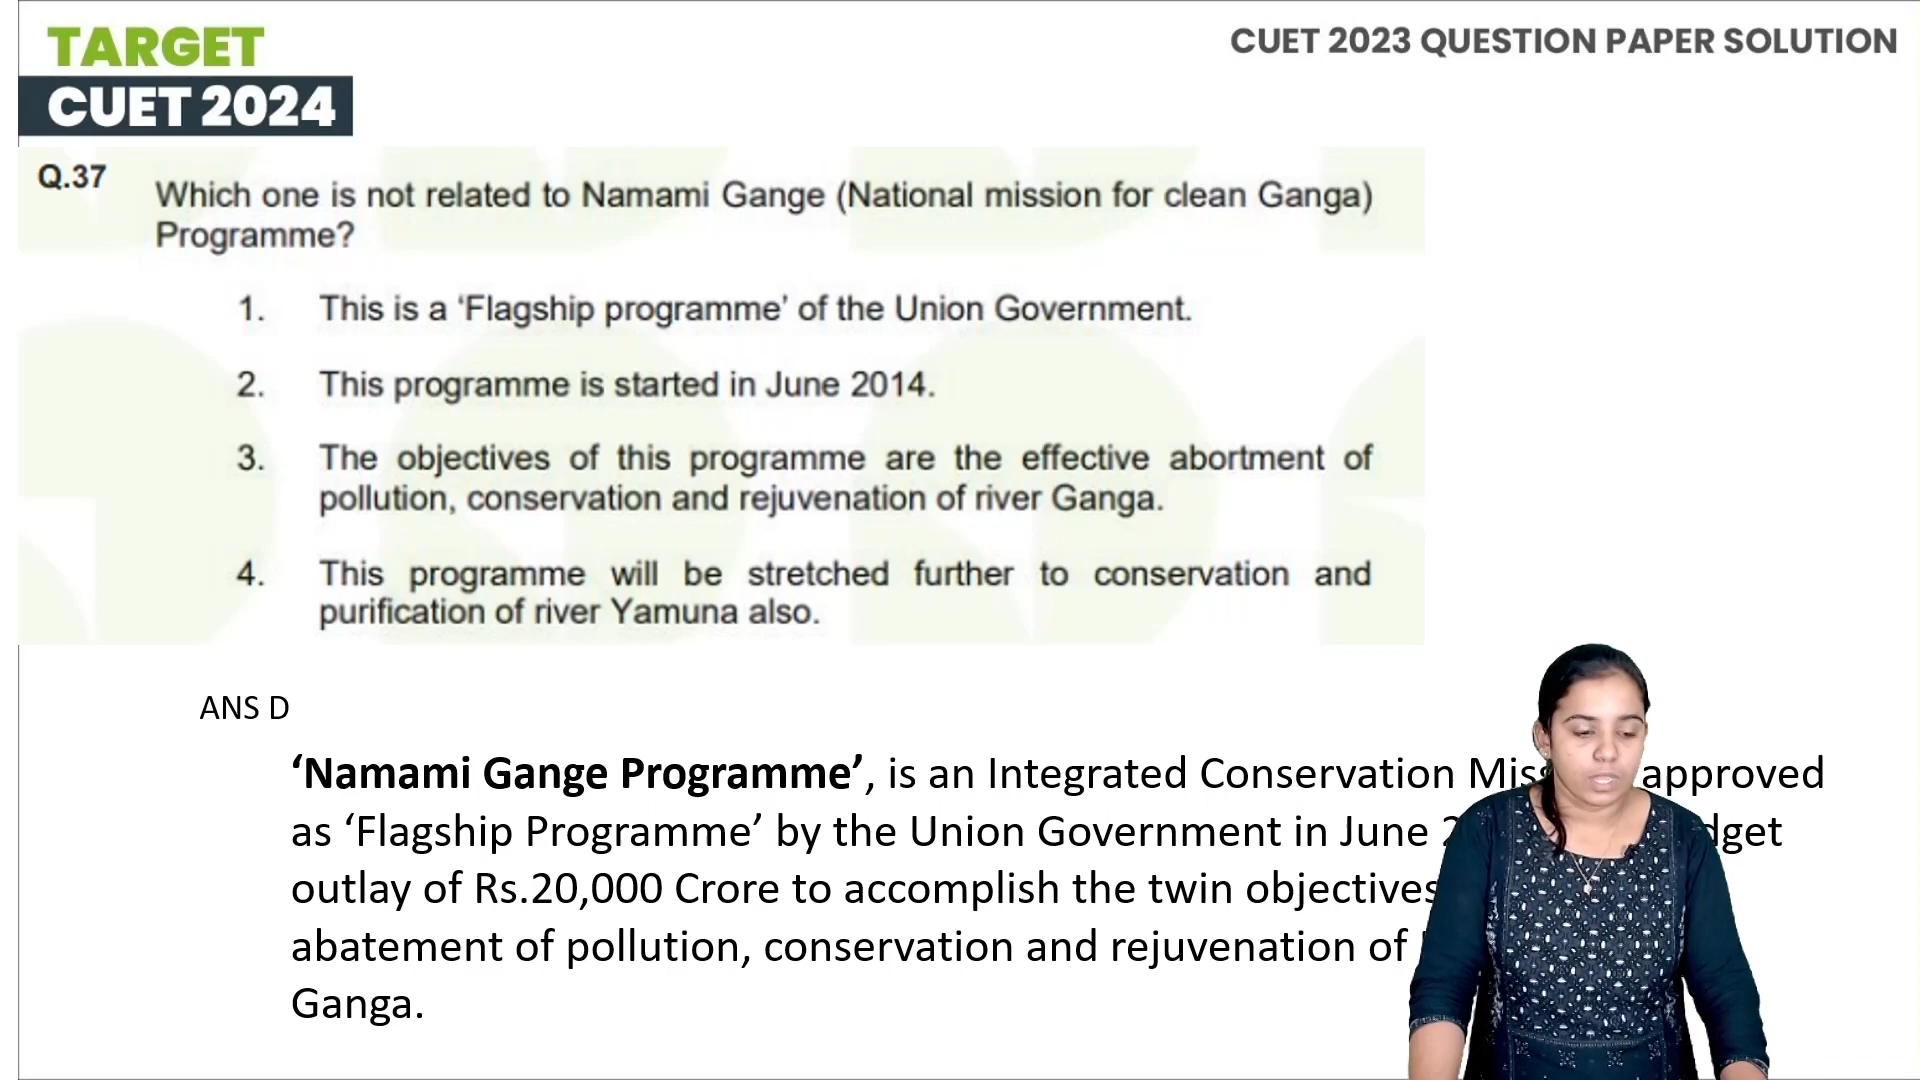 TARGET
CUET 2024
CUET 2023 QUESTION PAPER SOLUTION
Q.37
Which one is not related to Namami Gange (National mission for clean Ganga)
Programme?
1. This is a ‘Flagship programme’ of the Union Government.
2. This programme is started in June 2014.
3. The objectives of this programme are the effective abortment of
pollution, conservation and rejuvenation of river Ganga.
4. This programme will be stretched further to conservation and
purification of river Yamuna also.
ANS D
‘Namami Gange Programme’, is an Integrated Conservation approved
as ‘Flagship Programme’ by the Union Government in June
outlay of Rs.20,000 Crore to accomplish the twin objectives
abatement of pollution, conservation and rejuvenation of
Ganga.